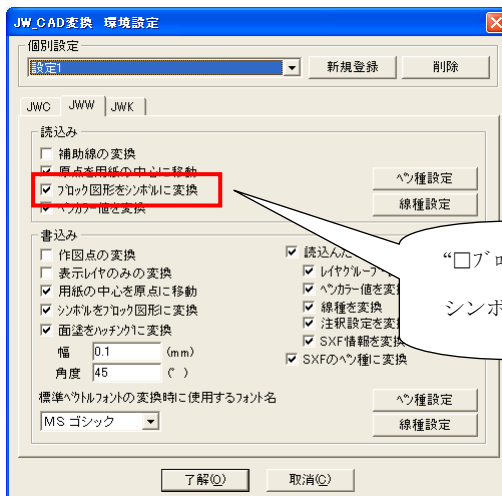 JW_CAD変換 環境設定
個別設定
設定1
新規登録
削除
JWC
JWW
JWK
読込み
補助線の変換
原点を用紙の中心に移動
ﾌﾞﾛｯｸ図形をｼﾝﾎﾞﾙに変換
ﾍﾟﾝｶﾗｰ値を変換
ﾍﾟﾝ種設定
線種設定
書込み
作図点の変換
表示ﾚｲﾔのみの変換
用紙の中心を原点に移動
ｼﾝﾎﾞﾙをﾌﾞﾛｯｸ図形に変換
面塗をﾊｯﾁﾝｸﾞに変換
幅 0.1 (mm)
角度 45 (°)
読込んだ
ﾚｲﾔｸﾞﾙｰﾌﾟ
ﾍﾟﾝｶﾗｰ値を変
線種を変換
注釈設定を変
SXF情報を変換
SXFのﾍﾟﾝ種に変換
標準ﾍﾞｸﾄﾙﾌｫﾝﾄの変換時に使用するﾌｫﾝﾄ名
MS ゴシック
ﾍﾟﾝ種設定
線種設定
了解(O)
取消(C)
“□ﾌﾞﾛ
シンボ